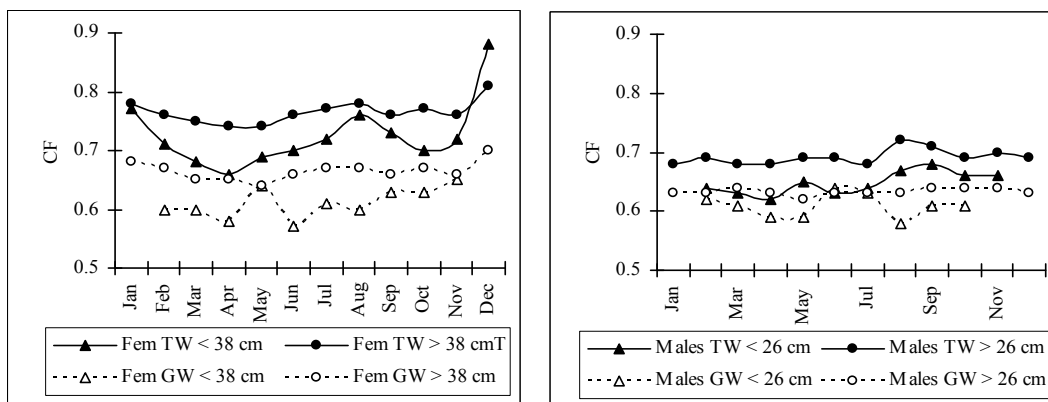 0.9
0.8
0.7
0.6
0.5
CF
Jan
Feb
Mar
Apr
May
Jun
Jul
Aug
Sep
Oct
Nov
Dec
Fem TW < 38 cm
Fem TW > 38 cmT
Fem GW < 38 cm
Fem GW > 38 cm
0.9
0.8
0.7
0.6
0.5
CF
Jan
Mar
May
Jul
Sep
Nov
Males TW < 26 cm
Males TW > 26 cm
Males GW < 26 cm
Males GW > 26 cm